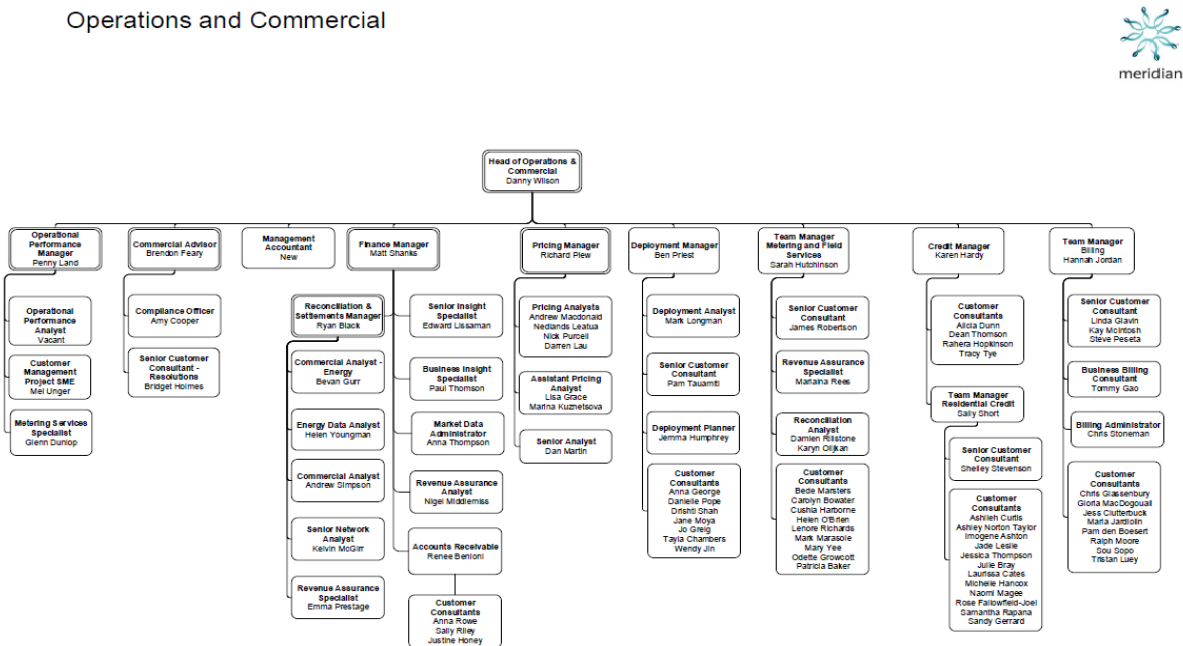 Operations and Commercial
meridian
Head of Operations &
Commercial
Danny Wilson
Operational
Performance
Manager
Penny Land
Commercial Advisor
Brendon Feary
Management
Accountant
New
Finance Manager
Matt Shanks
Pricing Manager
Richard Plew
Deployment Manager
Ben Priest
Team Manager
Metering and Field
Services
Sarah Hutchinson
Credit Manager
Karen Hardy
Team Manager
Billing
Hannah Jordan
Operational
Performance
Analyst
Vacant
Customer
Management
Project SME
Mel Unger
Metering Services
Specialist
Glenn Dunlop
Compliance Officer
Amy Cooper
Senior Customer
Consultant -
Resolutions
Bridget Holmes
Reconciliation &
Settlements Manager
Ryan Black
Commercial Analyst -
Energy
Bevan Gurr
Energy Data Analyst
Helen Youngman
Commercial Analyst
Andrew Simpson
Senior Network
Analyst
Kelvin McGirr
Revenue Assurance
Specialist
Emma Prestage
Senior Insight
Specialist
Edward Lissaman
Business Insight
Specialist
Paul Thomson
Market Data
Administrator
Anna Thompson
Revenue Assurance
Analyst
Nigel Middlemiss
Accounts Receivable
Renee Benioni
Customer
Consultants
Anna Rowe
Sally Riley
Justine Honey
Pricing Analysts
Andrew Macdonald
Nedlands Leatua
Nick Purcell
Darren Lau
Assistant Pricing
Analyst
Lisa Grace
Marina Kuznetsova
Senior Analyst
Dan Martin
Deployment Analyst
Mark Longman
Senior Customer
Consultant
Pam Tauamiti
Deployment Planner
Jemma Humphrey
Customer
Consultants
Anna George
Danielle Pope
Drishti Shah
Jane Moya
Jo Greig
Tayla Chambers
Wendy Jin
Senior Customer
Consultant
James Robertson
Revenue Assurance
Specialist
Mariaina Rees
Reconciliation
Analyst
Damien Rillstone
Karyn Olijkan
Customer
Consultants
Bede Marsters
Carolyn Bowater
Cushla Harborne
Helen O'Brien
Lenore Richards
Mark Marasole
Mary Yee
Odette Growcott
Patricia Baker
Customer
Consultants
Alicia Dunn
Dean Thomson
Rahera Hopkinson
Tracy Tye
Team Manager
Residential Credit
Sally Short
Senior Customer
Consultant
Shelley Stevenson
Customer
Consultants
Ashlieh Curtis
Ashley Norton Taylor
Imogene Ashton
Jade Leslie
Jessica Thompson
Julie Bray
Laurissa Cates
Michelle Hancox
Naomi Magee
Rose Fallowfield-Joel
Samantha Rapana
Sandy Gerrard
Senior Customer
Consultant
Linda Glavin
Kay McIntosh
Steve Peseta
Business Billing
Consultant
Tommy Gao
Billing Administrator
Chris Stoneman
Customer
Consultants
Chris Glassenbury
Gloria MacDougall
Jess Clutterbuck
Maria Jardiolin
Pam den Boesert
Ralph Moore
Sou Sopo
Tristan Luey